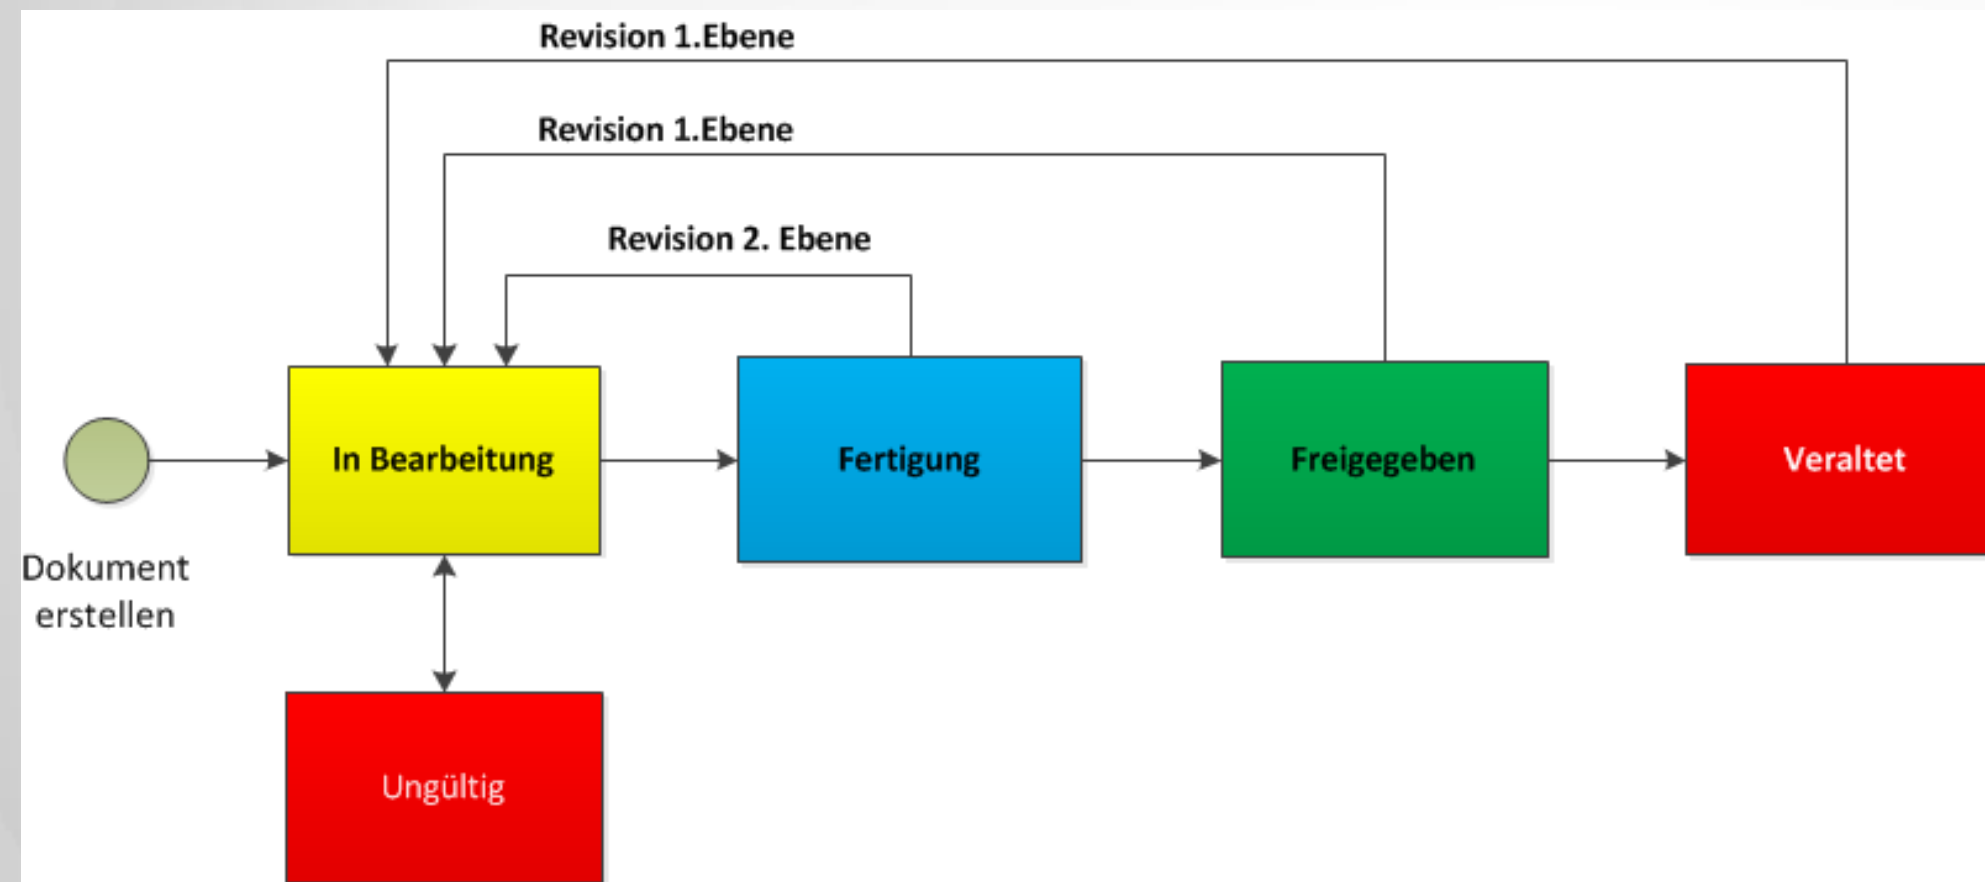 Revision 1.Ebene
Revision 1.Ebene
Revision 2. Ebene
In Bearbeitung
Fertigung
Freigegeben
Veraltet
Dokument
erstellen
Ungültig